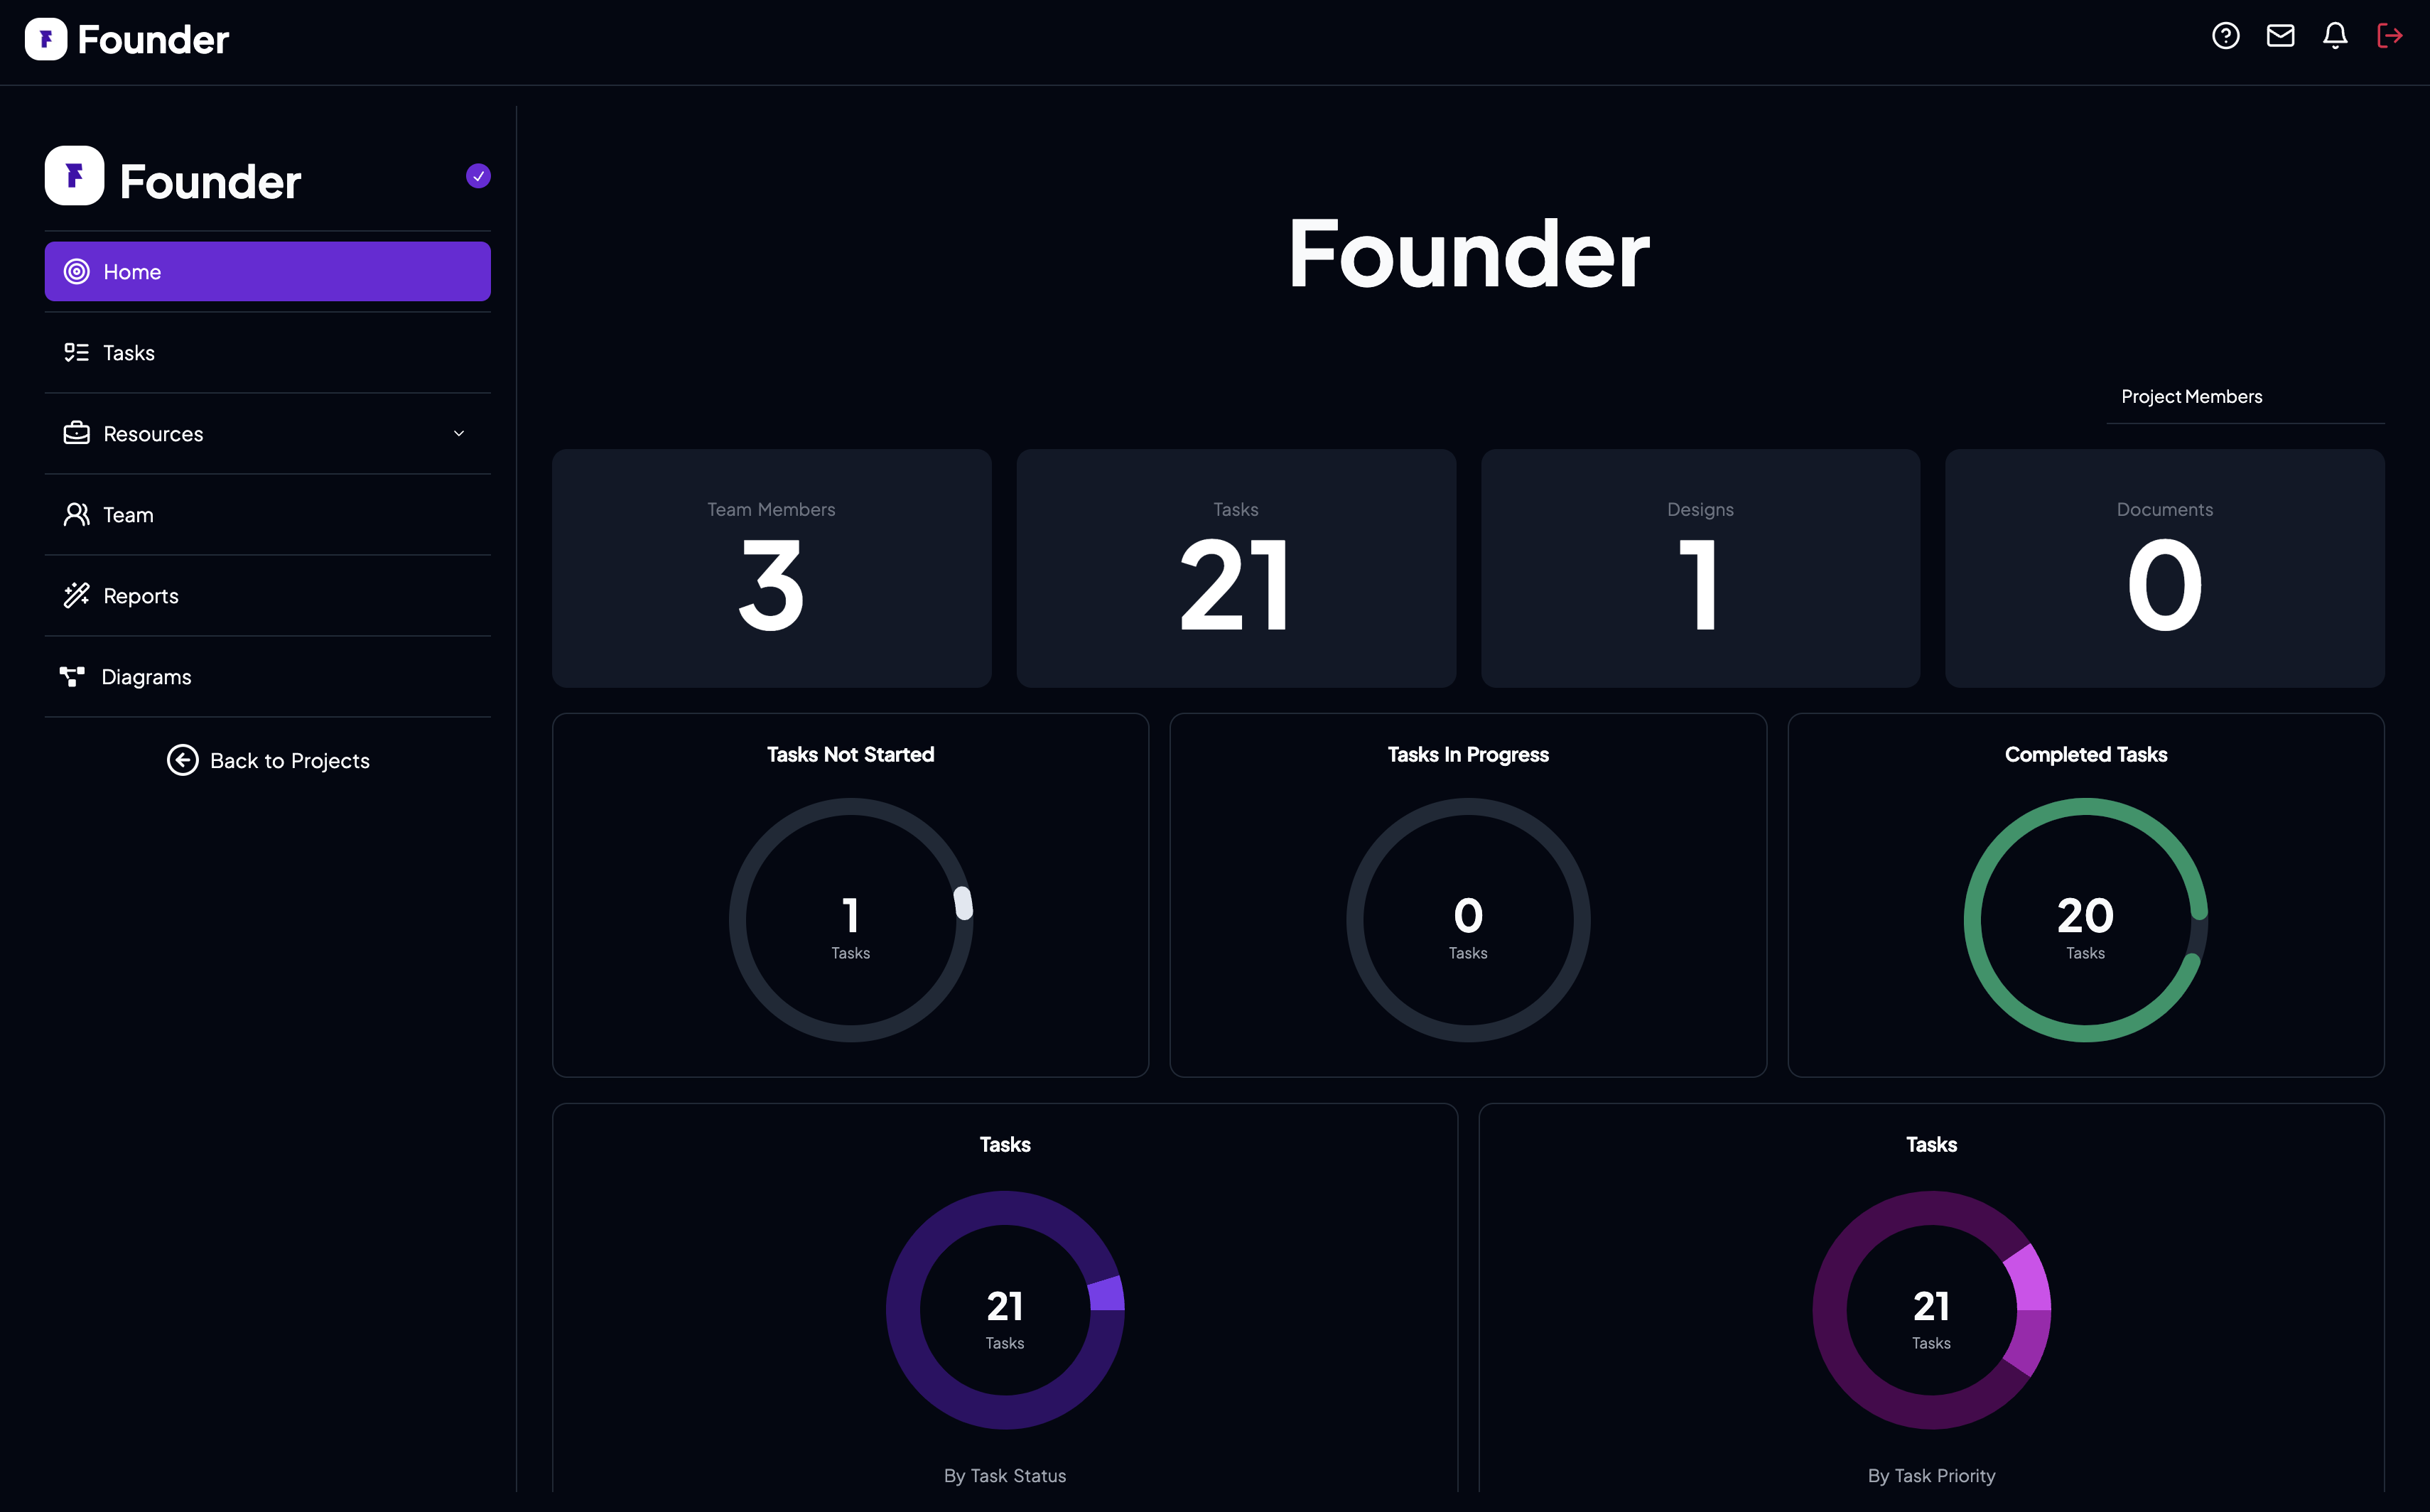 Founder
Founder
Home
Tasks
Resources
Team
Reports
Diagrams
Back to Projects
Founder
Project Members
Team Members
3
Tasks
21
Designs
1
Documents
0
Tasks Not Started
1
Tasks
Tasks In Progress
0
Tasks
Completed Tasks
20
Tasks
Tasks
21
Tasks
By Task Status
Tasks
21
Tasks
By Task Priority